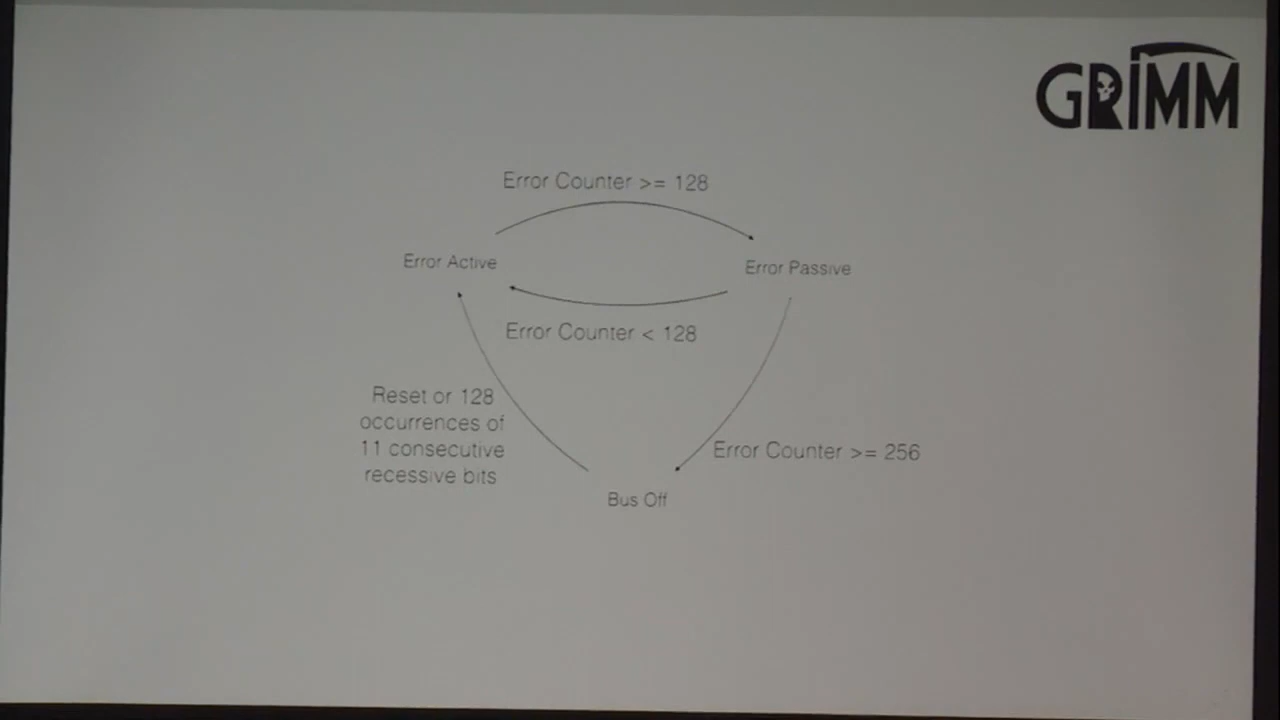 GRIMM
Error Counter >= 128
Error Active
Error Passive
Error Counter < 128
Reset or 128
occurrences of
11 consecutive
recessive bits
Error Counter >= 256
Bus Off